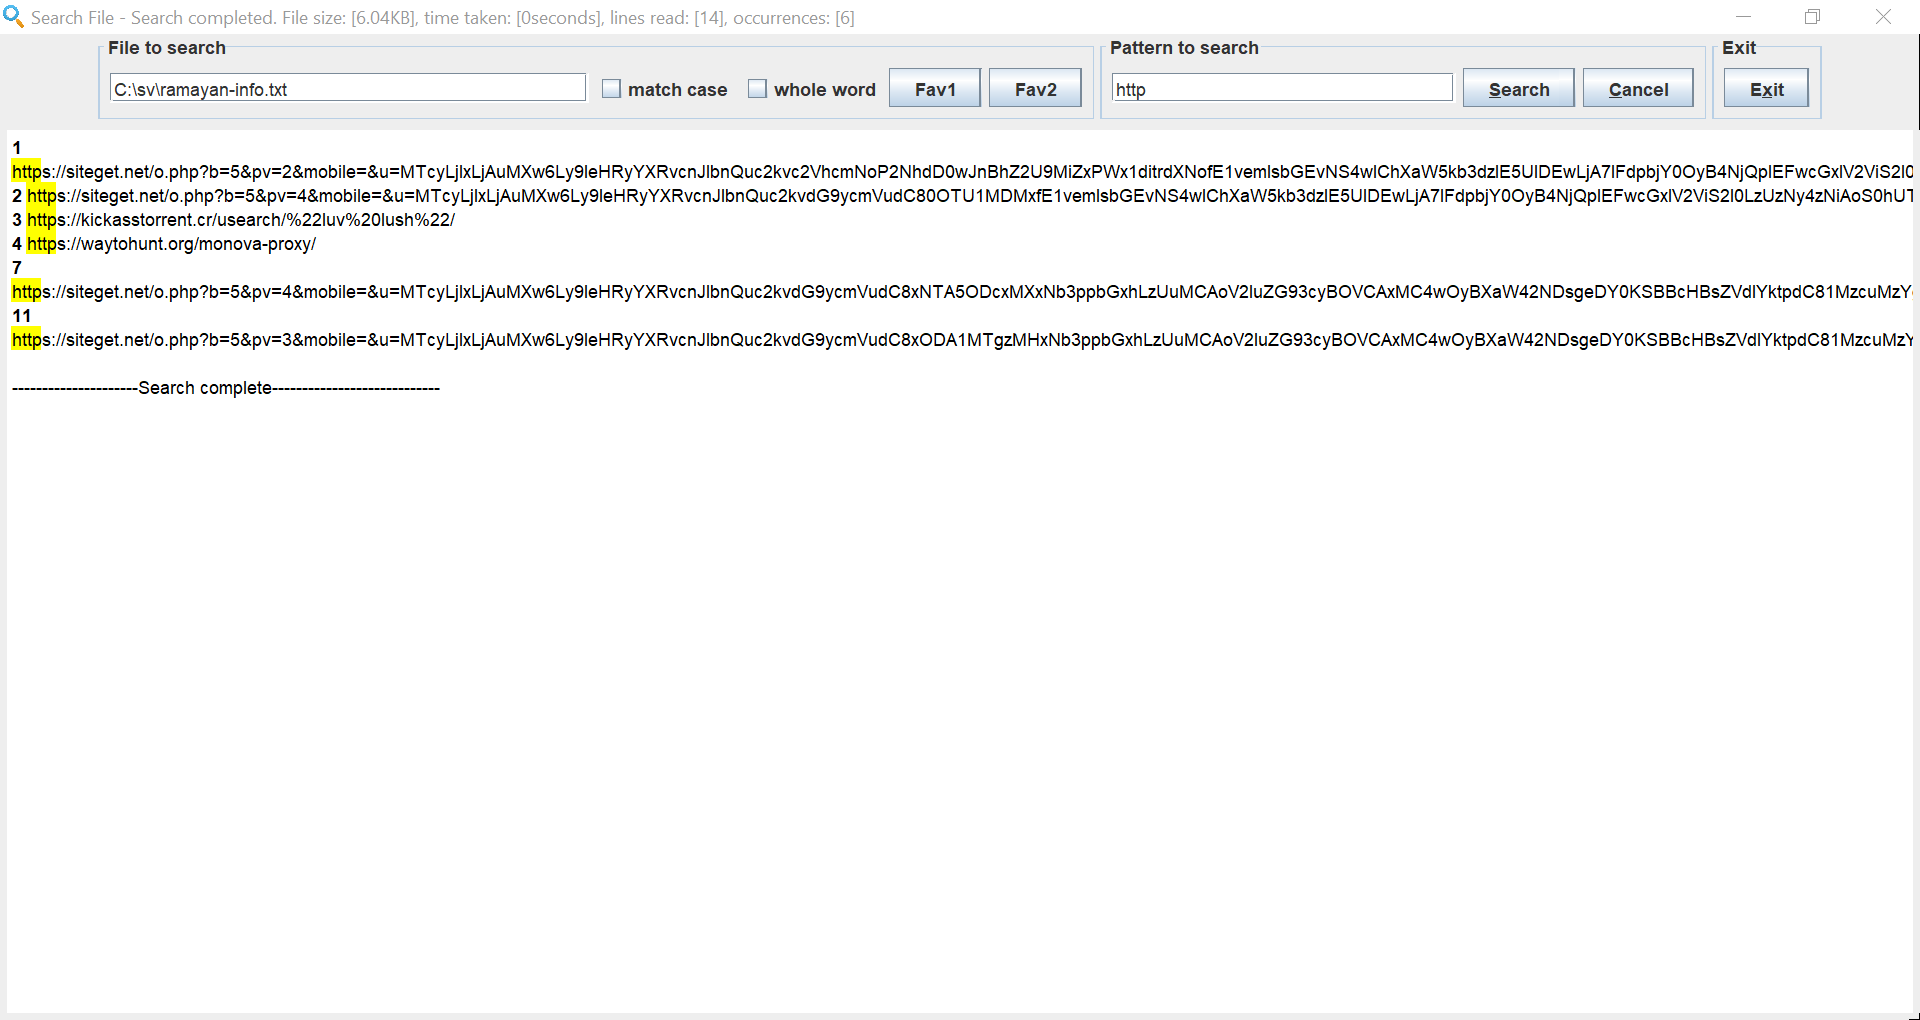 Search File - Search completed. File size: [6.04KB], time taken: [0seconds], lines read: [14], occurrences: [6]
File to search
Pattern to search
Exit
C:\sv\ramayan-info.txt
match case
whole word
Fav1
Fav2
http
Search
Cancel
Exit
1
https://siteget.net/o.php?b=5&pv=2&mobile=&u=MTcyLjIxLjAuMXw6Ly9leHRyYXRvcnJlbnQuc2kvc2VhcmNoP2NhdD0wJnBhZ2U9MiZxPWx1ditrdXNofE1vemlsbGEvNS4wIChXaW5kb3dzIE5UIDEwLjA7IFdpbjY0OyB4NjQpIEFwcGxlV2ViS2l0
2 https://siteget.net/o.php?b=5&pv=4&mobile=&u=MTcyLjIxLjAuMXw6Ly9leHRyYXRvcnJlbnQuc2kvdG9ycmVudC80OTU1MDMxfE1vemlsbGEvNS4wIChXaW5kb3dzIE5UIDEwLjA7IFdpbjY0OyB4NjQpIEFwcGxlV2ViS2l0LzUzNy4zNiAoS0hUT
3 https://kickasstorrent.cr/usearch/%22luv%20lush%22/
4 https://waytohunt.org/monova-proxy/
7
https://siteget.net/o.php?b=5&pv=4&mobile=&u=MTcyLjIxLjAuMXw6Ly9leHRyYXRvcnJlbnQuc2kvdG9ycmVudC8xNTA5ODcxMXxNb3ppbGxhLzUuMCAoV2luZG93cyBOVCAxMC4wOyBXaW42NDsgeDY0KSBBcHBsZVdlYktpdC81MzcuMzY
11
https://siteget.net/o.php?b=5&pv=3&mobile=&u=MTcyLjIxLjAuMXw6Ly9leHRyYXRvcnJlbnQuc2kvdG9ycmVudC8xODA1MTgzMHxNb3ppbGxhLzUuMCAoV2luZG93cyBOVCAxMC4wOyBXaW42NDsgeDY0KSBBcHBsZVdlYktpdC81MzcuMzY
---------------------Search complete----------------------------